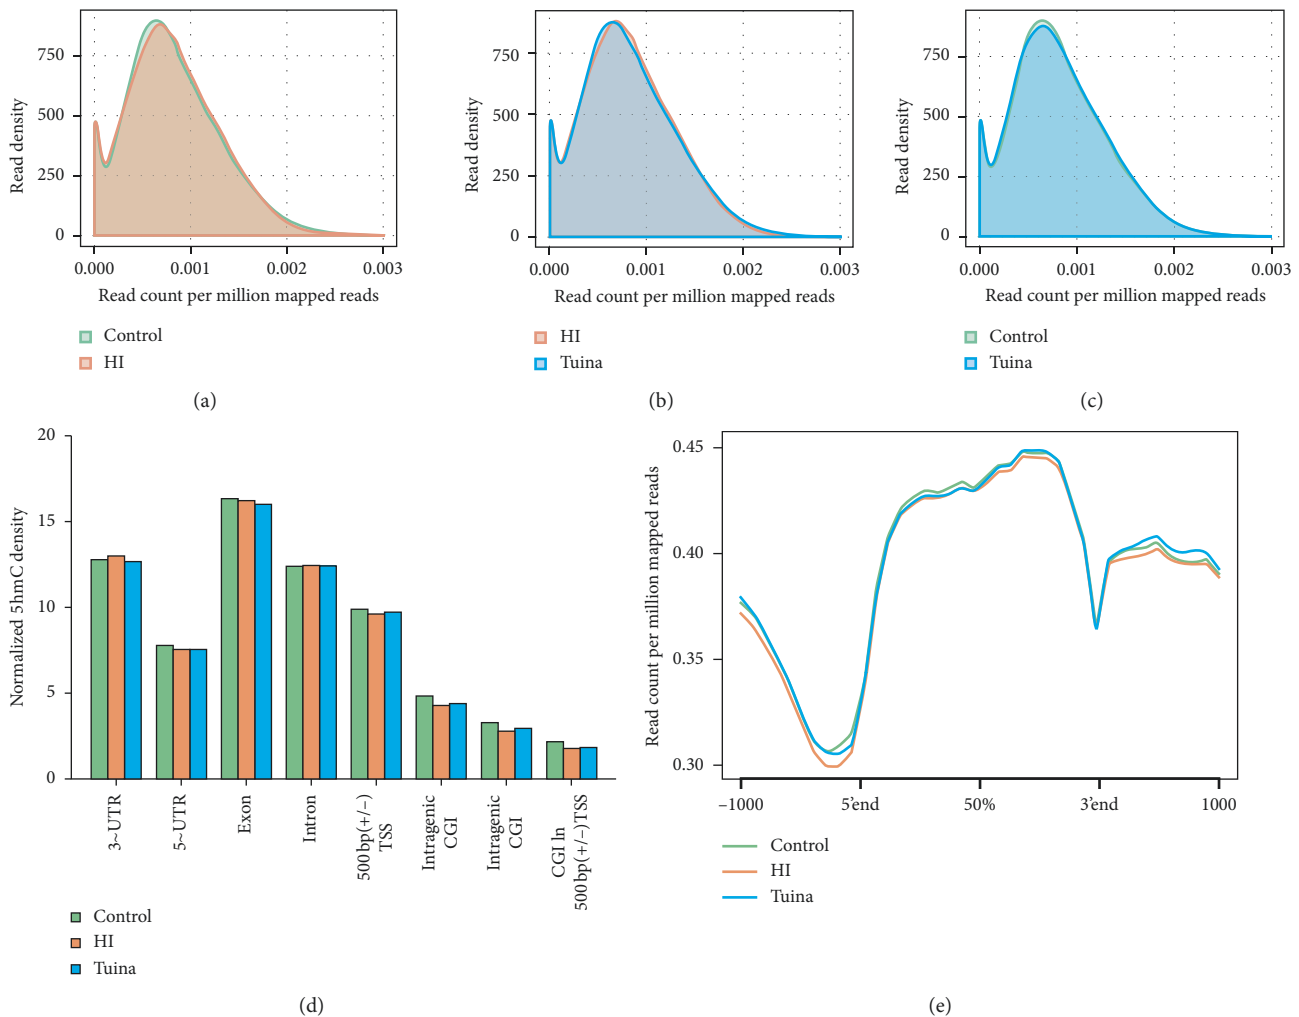 Read density
750
500
250
0
0.000
0.001
0.002
0.003
Read count per million mapped reads
Control
HI
(a)
Read density
750
500
250
0
0.000
0.001
0.002
0.003
Read count per million mapped reads
HI
Tuina
(b)
Read density
750
500
250
0
0.000
0.001
0.002
0.003
Read count per million mapped reads
Control
Tuina
(c)
Normalized 5hmC density
20
15
10
5
0
3~UTR
5~UTR
Exon
Intron
500 bp(+/−)
TSS
Intragenic
CGI
Intragenic
CGI
CGI ln
500 bp(+/−)TSS
Control
HI
Tuina
(d)
Read count per million mapped reads
0.45
0.40
0.35
0.30
−1000
5'end
50%
3'end
1000
Control
HI
Tuina
(e)